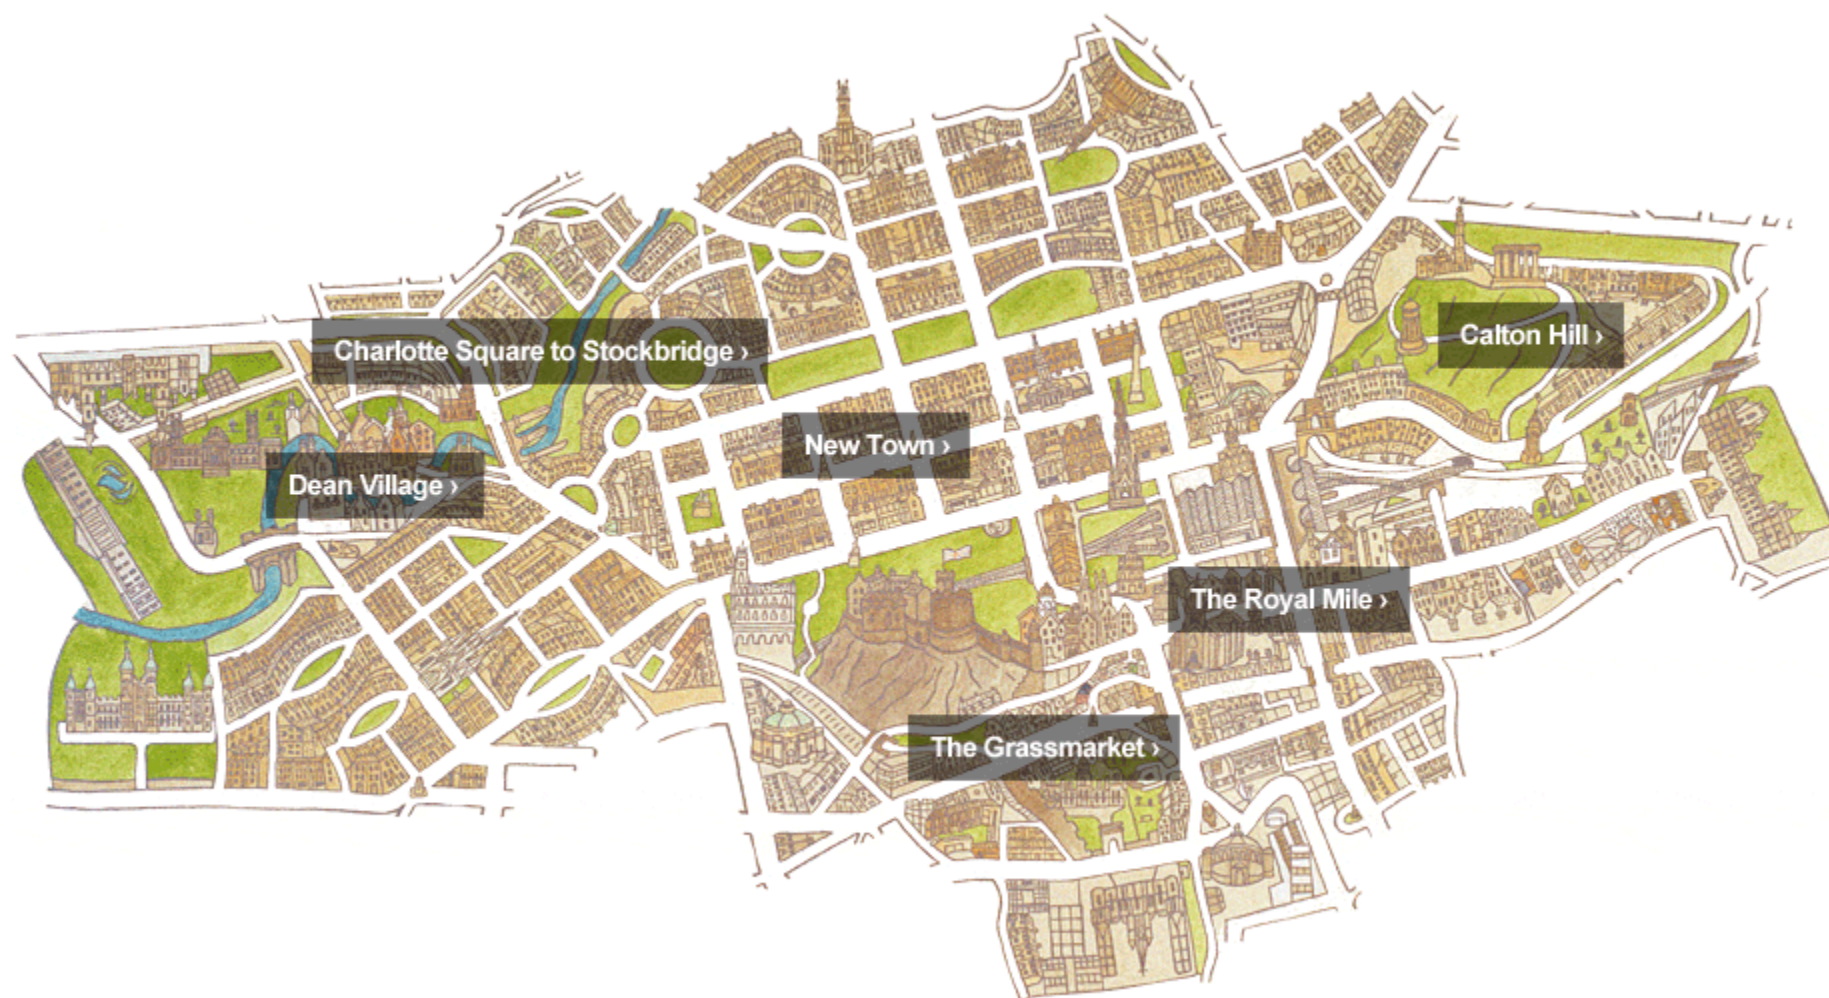 Calton Hill ›
Charlotte Square to Stockbridge ›
New Town ›
Dean Village ›
The Royal Mile ›
The Grassmarket ›